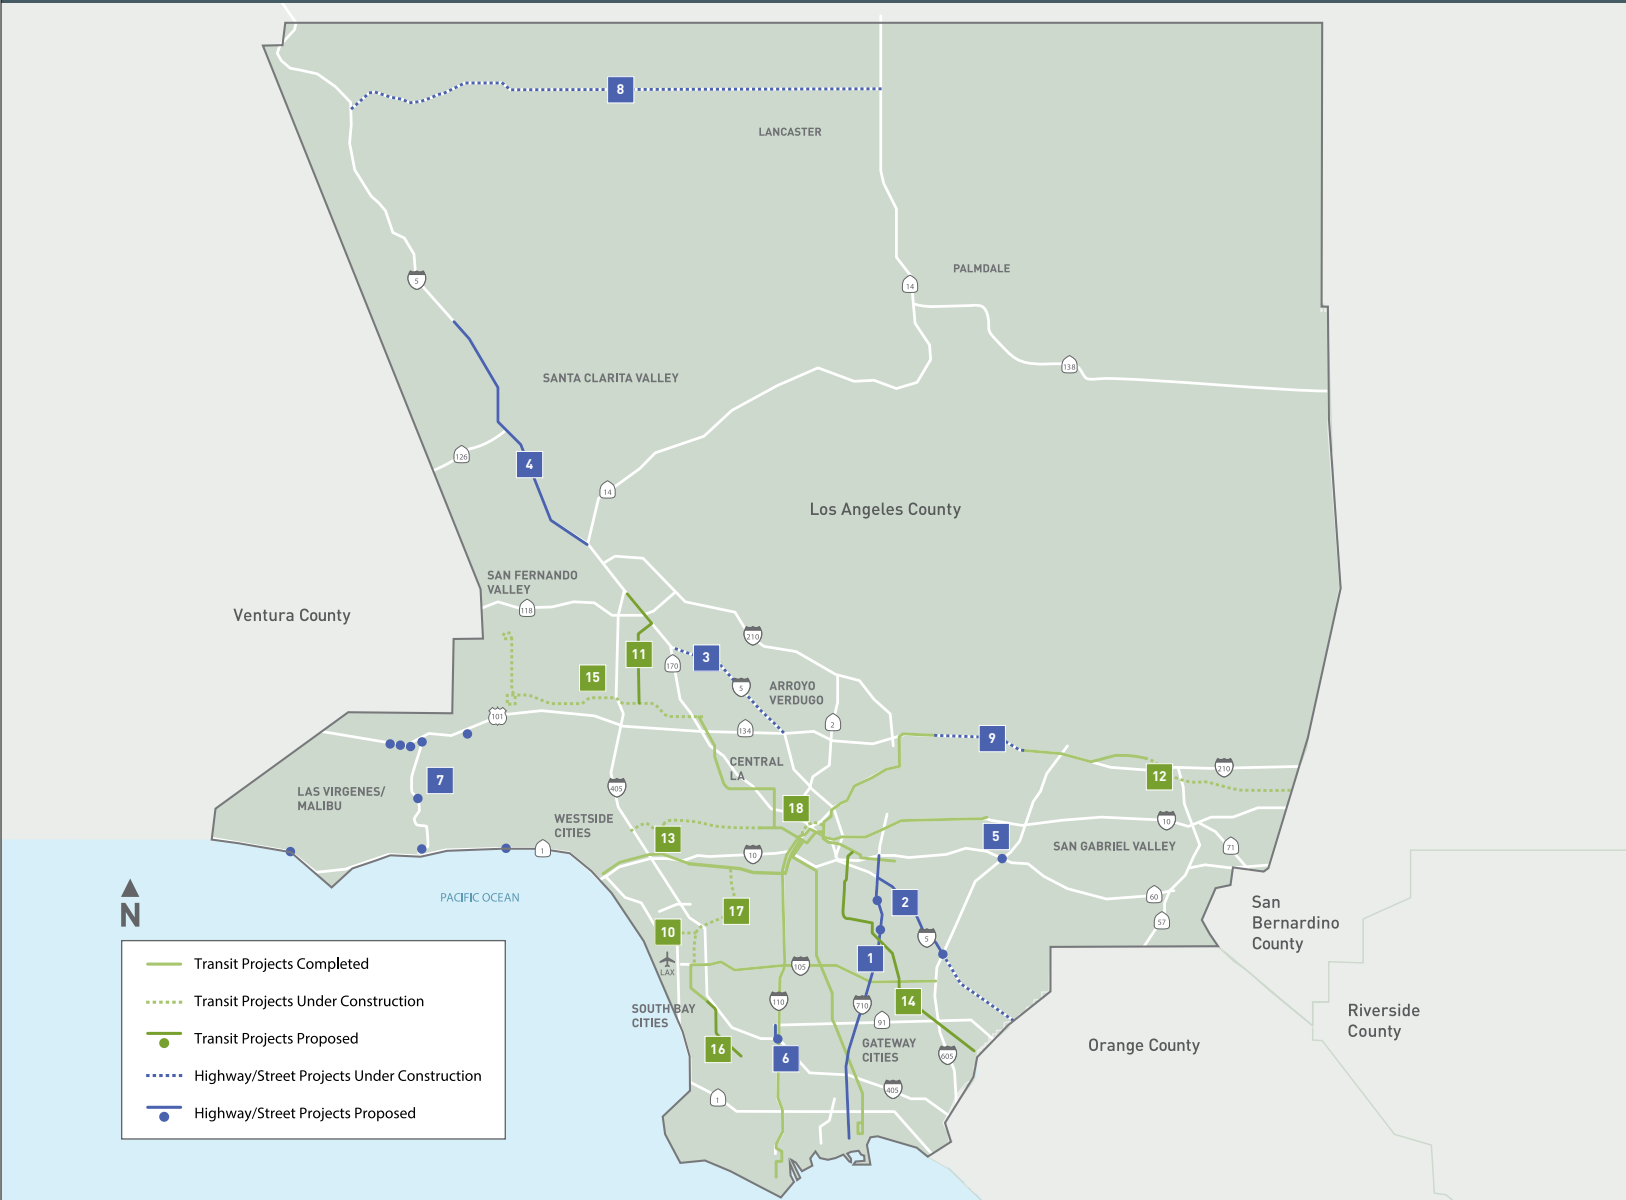 8
LANCASTER
5
14
PALMDALE
138
SANTA CLARITA VALLEY
126
4
14
Los Angeles County
SAN FERNANDO
VALLEY
118
Ventura County
210
11
3
170
15
5
ARROYO
VERDUGO
101
134
2
9
CENTRAL
LA
210
12
7
405
LAS VIRGENES/
MALIBU
18
WESTSIDE
CITIES
13
10
5
10
1
SAN GABRIEL VALLEY
71
PACIFIC OCEAN
60
2
57
San
Bernardino
County
N
17
10
5
LAX
1
105
Transit Projects Completed
Transit Projects Under Construction
Transit Projects Proposed
Highway/Street Projects Under Construction
Highway/Street Projects Proposed
110
710
14
SOUTH BAY
CITIES
91
Riverside
County
16
6
GATEWAY
CITIES
605
Orange County
405
1